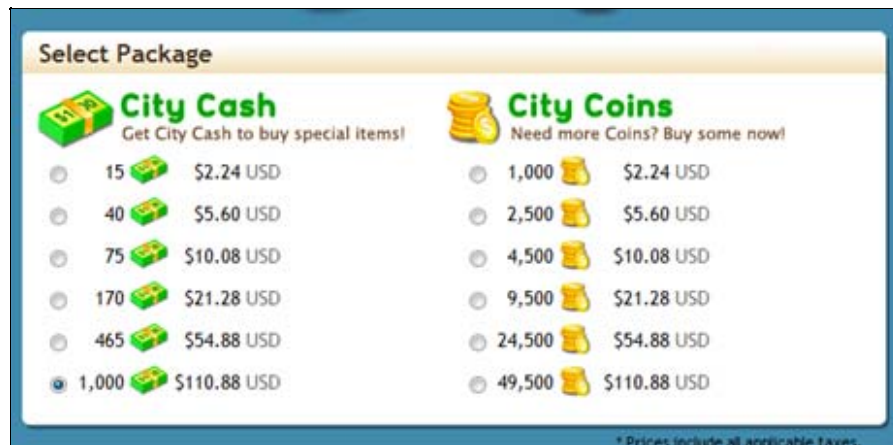 Select Package
City Cash
Get City Cash to buy special items!
15 $2.24 USD
40 $5.60 USD
75 $10.08 USD
170 $21.28 USD
465 $54.88 USD
1,000 $110.88 USD
City Coins
Need more Coins? Buy some now!
1,000 $2.24 USD
2,500 $5.60 USD
4,500 $10.08 USD
9,500 $21.28 USD
24,500 $54.88 USD
49,500 $110.88 USD
* Prices include all applicable taxes